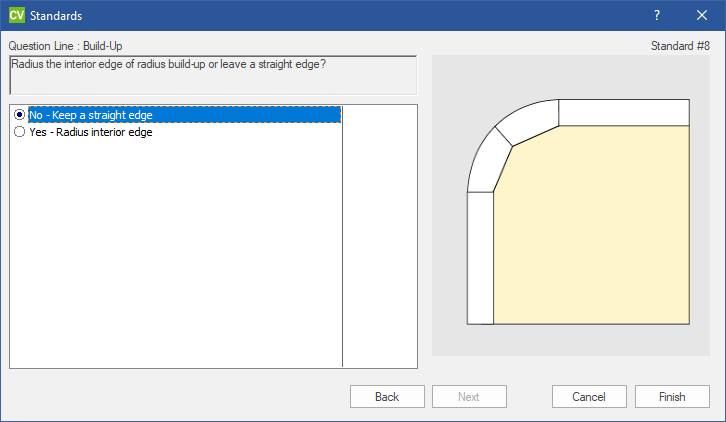 CV Standards ?
Question Line : Build-Up Standard #8
Radius the interior edge of radius build-up or leave a straight edge?
No - Keep a straight edge
Yes - Radius interior edge
Back Next Cancel Finish